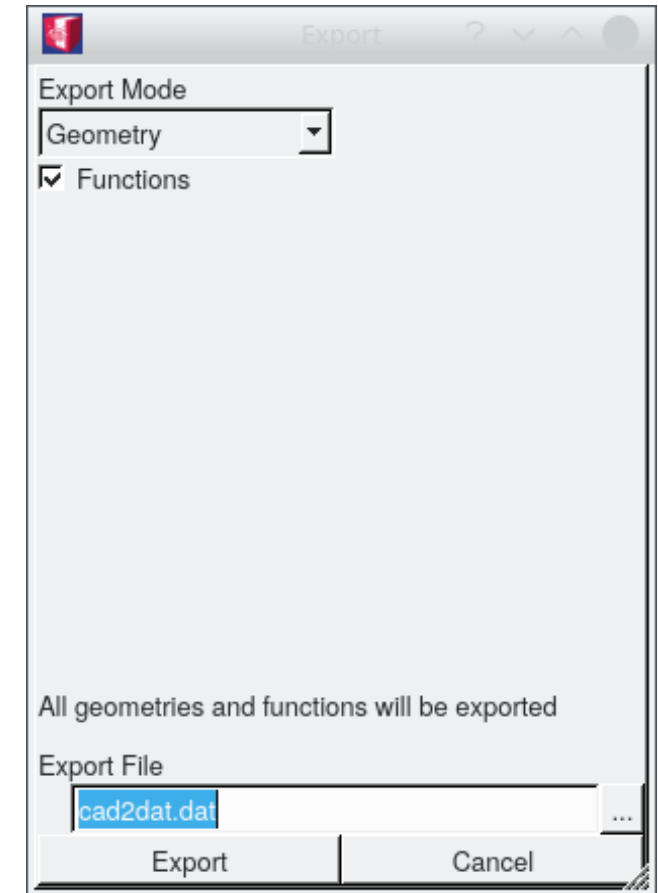 Export ?
Export Mode
Geometry
Functions
All geometries and functions will be exported
Export File
cad2dat.dat ...
Export Cancel